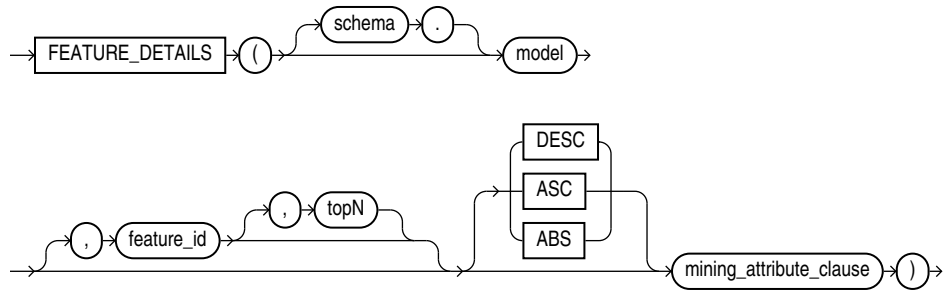 schema .
FEATURE_DETAILS ( model
DESC
, topN ASC
, feature_id ABS
mining_attribute_clause )